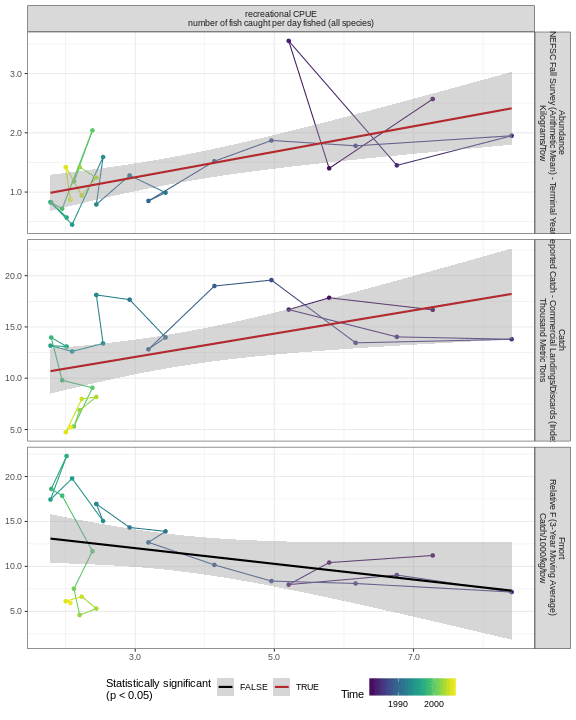 recreational CPUE
number of fish caught per day fished (all species)
3.0
2.0
1.0
Abundance
NEFSC Fall Survey (Arithmetic Mean) - Terminal Year
Kilograms/Tow
20.0
15.0
10.0
5.0
Catch
Catch - Commercial Landings/Discards
Thousand Metric Tons
20.0
15.0
10.0
5.0
Fmort
Relative F (3-Year Moving Average)
Catch/1000/kg/tow
3.0 5.0 7.0
Statistically significant
(p < 0.05)
FALSE TRUE
Time
1990 2000